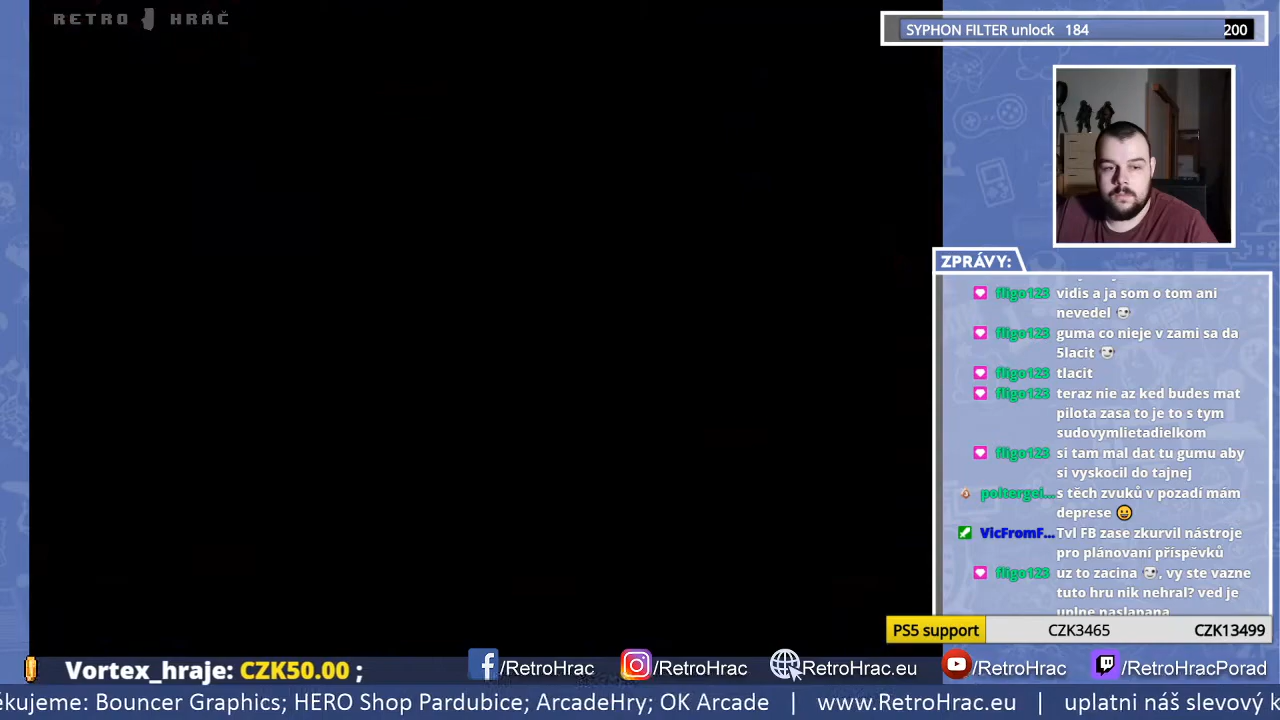 RETRO HRÁČ
SYPHON FILTER unlock 184 200
ZPRÁVY:
fligo123 vidis a ja som o tom ani
nevedel
fligo123 guma co nieje v zami sa da
5lacit
fligo123 tlacit
fligo123 teraz nie az ked budes mat
pilota zasa to je to s tym
sudovymlietadielkom
fligo123 si tam mal dat tu gumu aby
si vyskocil do tajnej
poltergei... s těch zvuků v pozadí mám
deprese
VicFromF... Tvl FB zase zkurvil nástroje
pro plánovaní příspěvků
fligo123 uz to zacina , vy ste vazne
tuto hru nik nehral? ved je
uplne naslapana
PS5 support CZK3465 CZK13499
Vortex_hraje: CZK50.00 ;
/RetroHrac /RetroHrac RetroHrac.eu /RetroHrac /RetroHracPorad
ěkujeme: Bouncer Graphics; HERO Shop Pardubice; ArcadeHry; OK Arcade | www.RetroHrac.eu | uplatni náš slevový k